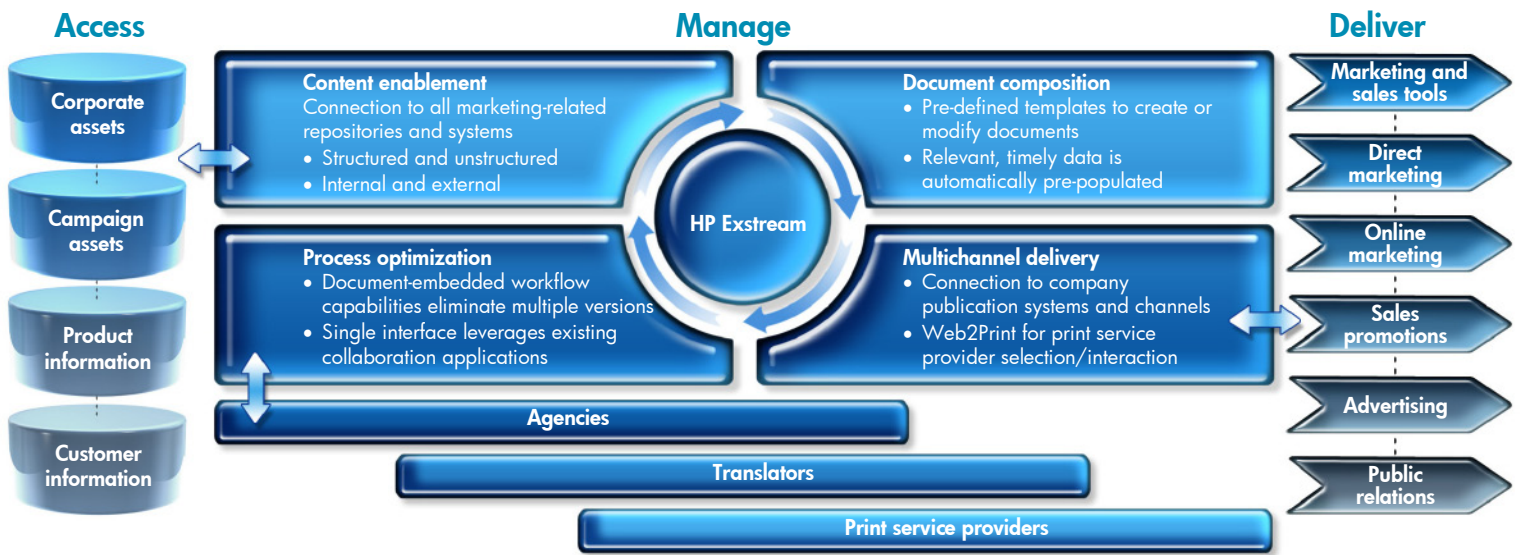 Access
Manage
Deliver
Corporate
assets
Campaign
assets
Product
information
Customer
information
Content enablement
Connection to all marketing-related
repositories and systems
• Structured and unstructured
• Internal and external
Document composition
• Pre-defined templates to create or
modify documents
• Relevant, timely data is
automatically pre-populated
HP Exstream
Process optimization
• Document-embedded workflow
capabilities eliminate multiple versions
• Single interface leverages existing
collaboration applications
Multichannel delivery
• Connection to company
publication systems and channels
• Web2Print for print service
provider selection/interaction
Agencies
Translators
Print service providers
Marketing and
sales tools
Direct
marketing
Online
marketing
Sales
promotions
Advertising
Public
relations